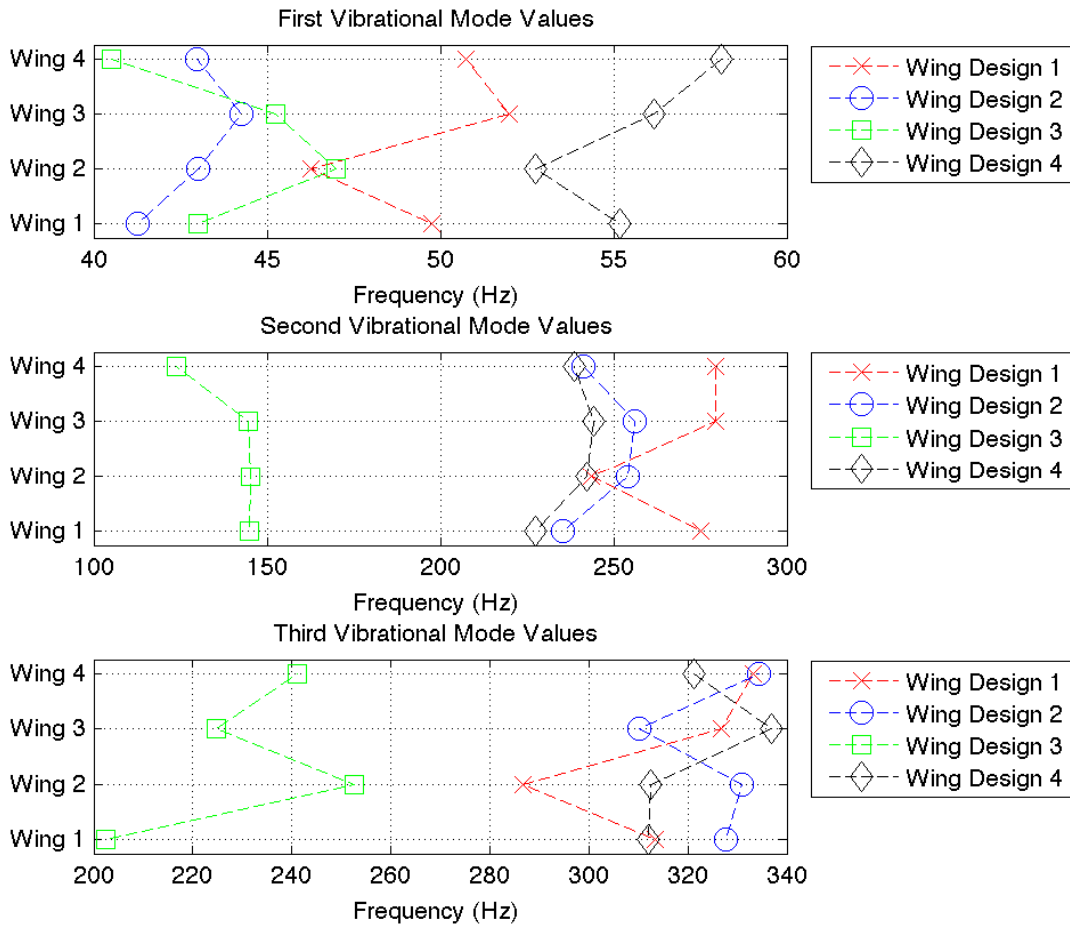 First Vibrational Mode Values
Wing 4
Wing 3
Wing 2
Wing 1
40 45 50 55 60
Frequency (Hz)
Wing Design 1
Wing Design 2
Wing Design 3
Wing Design 4
Second Vibrational Mode Values
Wing 4
Wing 3
Wing 2
Wing 1
100 150 200 250 300
Frequency (Hz)
Wing Design 1
Wing Design 2
Wing Design 3
Wing Design 4
Third Vibrational Mode Values
Wing 4
Wing 3
Wing 2
Wing 1
200 220 240 260 280 300 320 340
Frequency (Hz)
Wing Design 1
Wing Design 2
Wing Design 3
Wing Design 4